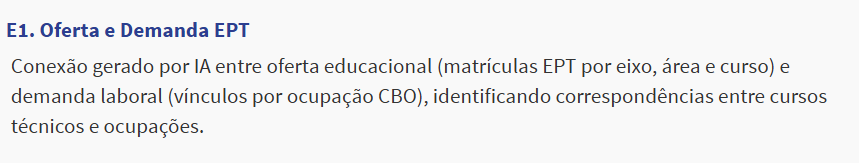 E1. Oferta e Demanda EPT
Conexão gerado por IA entre oferta educacional (matrículas EPT por eixo, área e curso) e
demanda laboral (vínculos por ocupação CBO), identificando correspondências entre cursos
técnicos e ocupações.